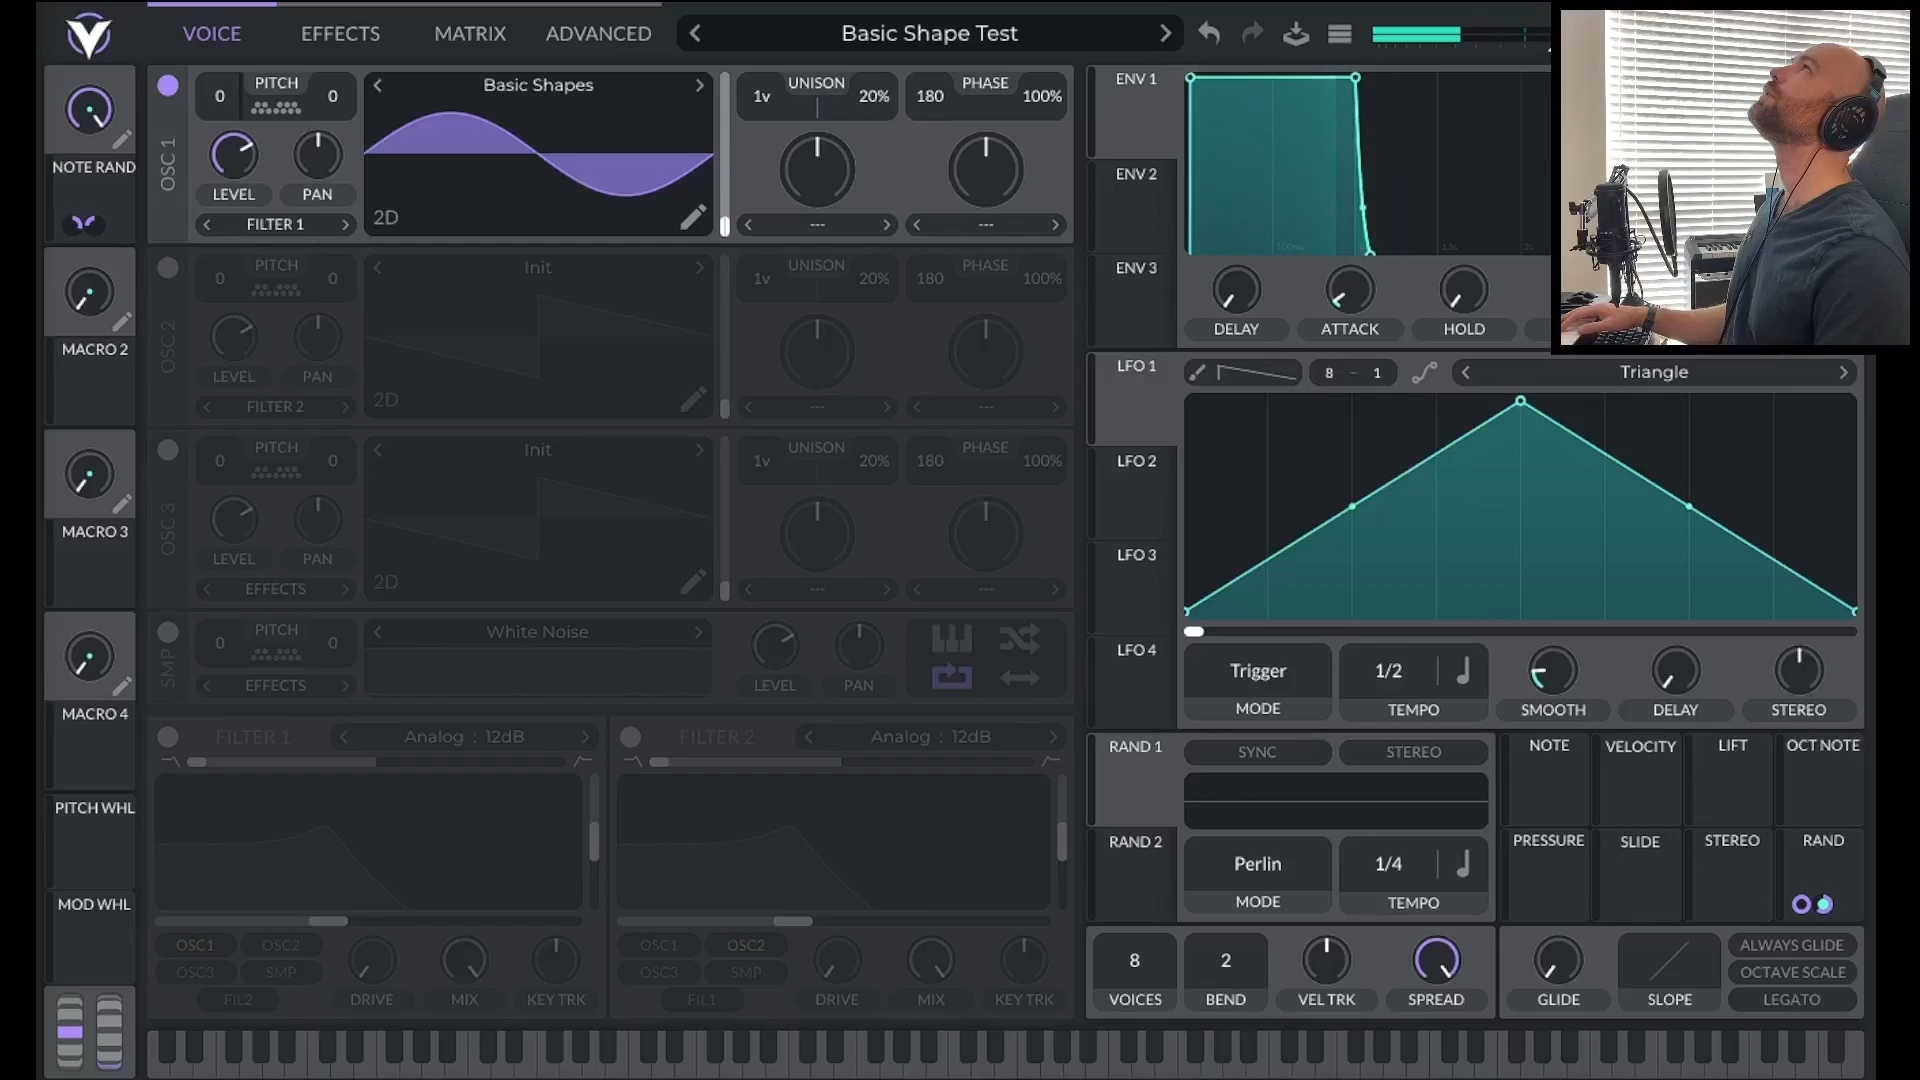 VOICE EFFECTS MATRIX ADVANCED Basic Shape Test
NOTE RAND
MACRO 2
MACRO 3
MACRO 4
PITCH WHL
MOD WHL
OSC 1
0 PITCH 0
LEVEL PAN
FILTER 1
Basic Shapes
2D
1v UNISON 20%
---
180 PHASE 100%
---
OSC 2
0 PITCH 0
LEVEL PAN
FILTER 2
Init
2D
1v UNISON 20%
---
180 PHASE 100%
---
OSC 3
0 PITCH 0
LEVEL PAN
EFFECTS
Init
2D
1v UNISON 20%
---
180 PHASE 100%
---
SMP
0 PITCH 0
EFFECTS
White Noise
LEVEL PAN
FILTER 1 Analog : 12dB
OSC1 OSC2
OSC3 SMP
FIL2
DRIVE MIX KEY TRK
FILTER 2 Analog : 12dB
OSC1 OSC2
OSC3 SMP
FIL1
DRIVE MIX KEY TRK
ENV 1
ENV 2
ENV 3
DELAY ATTACK HOLD
LFO 1
LFO 2
LFO 3
LFO 4
8 - 1 Triangle
Trigger 1/2
MODE TEMPO SMOOTH DELAY STEREO
RAND 1
RAND 2
SYNC STEREO
Perlin 1/4
MODE TEMPO
NOTE VELOCITY LIFT OCT NOTE
PRESSURE SLIDE STEREO RAND
8 2
VOICES BEND VEL TRK SPREAD
GLIDE SLOPE
ALWAYS GLIDE
OCTAVE SCALE
LEGATO